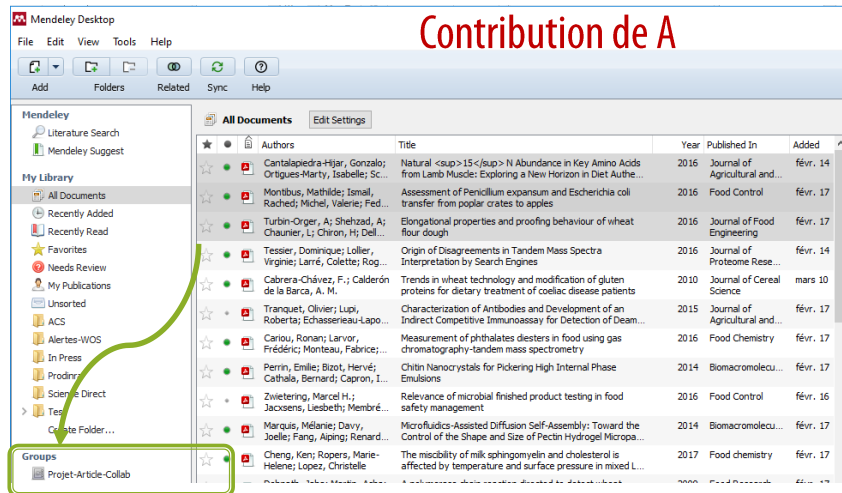 Mendeley Desktop
Contribution de A
File Edit View Tools Help
Add Folders Related Sync Help
Mendeley
Literature Search
Mendeley Suggest
My Library
All Documents
Recently Added
Recently Read
Favorites
Needs Review
My Publications
Unsorted
ACS
Alertes-WOS
In Press
Prodinra
Science Direct
Create Folder...
Groups
Projet-Article-Collab
All Documents Edit Settings
Authors Title Year Published In Added
Cantalapiedra-Hijar, Gonzalo; Natural <sup>15</sup> N Abundance in Key Amino Acids 2016 Journal of févr. 14
Ortigues-Marty, Isabelle; Sc... from Lamb Muscle: Exploring a New Horizon in Diet Authe... Agricultural and...
Montibus, Mathilde; Ismail, Assessment of Penicillium expansum and Escherichia coli 2016 Food Control févr. 17
Rached; Michel, Valerie; Fed... transfer from poplar crates to apples
Turbin-Orger, A; Shehzad, A; Elongational properties and proofing behaviour of wheat 2016 Journal of Food févr. 17
Chaunier, L; Chiron, H; Dell... flour dough Engineering
Tessier, Dominique; Lollier, Origin of Disagreements in Tandem Mass Spectra 2016 Journal of févr. 14
Virginie; Larré, Colette; Rog... Interpretation by Search Engines Proteome Rese...
Cabrera-Chávez, F.; Calderón Trends in wheat technology and modification of gluten 2010 Journal of Cereal mars 10
de la Barca, A. M. proteins for dietary treatment of coeliac disease patients Science
Tranquet, Olivier; Lupi, Characterization of Antibodies and Development of an 2015 Journal of févr. 17
Roberta; Echasserieau-Lapo... Indirect Competitive Immunoassay for Detection of Deam... Agricultural and...
Cariou, Ronan; Larvor, Measurement of phthalates diesters in food using gas 2016 Food Chemistry févr. 17
Frédéric; Monteau, Fabrice;... chromatography-tandem mass spectrometry
Perrin, Emilie; Bizot, Hervé; Chitin Nanocrystals for Pickering High Internal Phase 2014 Biomacromolecu... févr. 17
Cathala, Bernard; Capron, I... Emulsions
Zwietering, Marcel H.; Relevance of microbial finished product testing in food 2016 Food Control févr. 16
Jacxsens, Liesbeth; Membré... safety management
Marquis, Mélanie; Davy, Microfluidics-Assisted Diffusion Self-Assembly: Toward the 2014 Biomacromolecu... févr. 17
Joelle; Fang, Aiping; Renard... Control of the Shape and Size of Pectin Hydrogel Micropa...
Cheng, Ken; Ropers, Marie- The miscibility of milk sphingomyelin and cholesterol is 2017 Food chemistry févr. 17
Helene; Lopez, Christelle affected by temperature and surface pressure in mixed L...